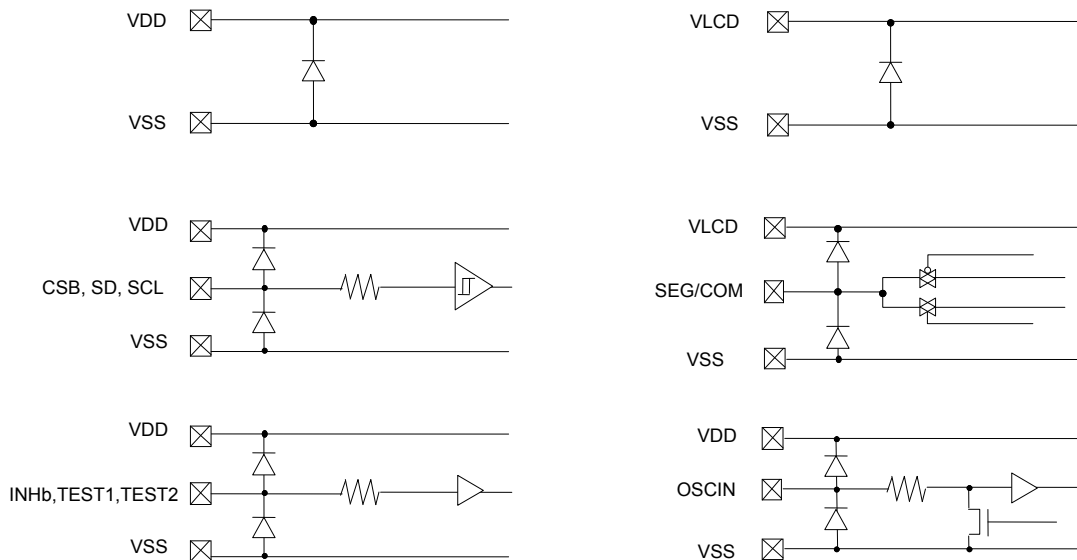 VDD
VSS
VLCD
VSS
VDD
CSB, SD, SCL
VSS
VLCD
SEG/COM
VSS
VDD
INHb,TEST1,TEST2
VSS
VDD
OSCIN
VSS